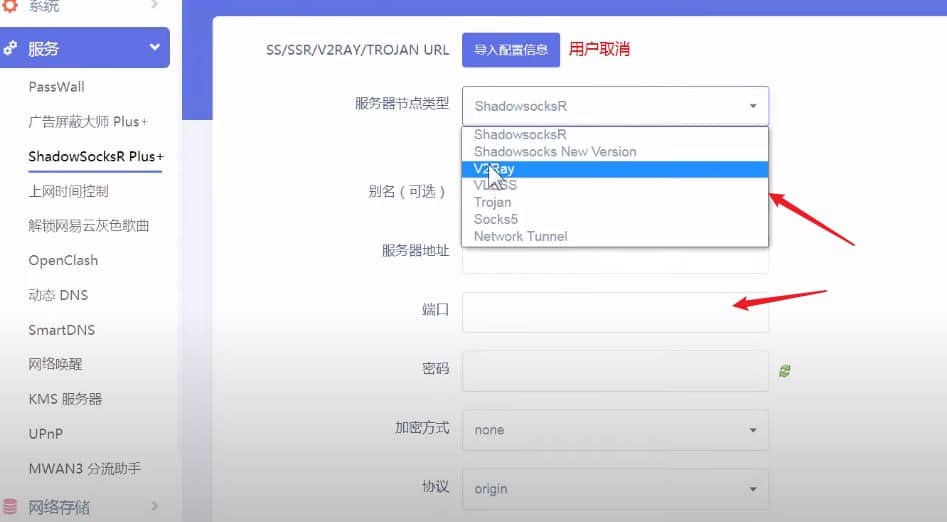 系统
服务
PassWall
广告屏蔽大师 Plus+
ShadowSocksR Plus+
上网时间控制
解锁网易云灰色歌曲
OpenClash
动态 DNS
SmartDNS
网络唤醒
KMS 服务器
UPnP
MWAN3 分流助手
网络存储
SS/SSR/V2RAY/TROJAN URL 导入配置信息 用户取消
服务器节点类型 ShadowsocksR
ShadowsocksR
Shadowsocks New Version
V2Ray
VLESS
Trojan
Socks5
Network Tunnel
别名（可选）
服务器地址
端口
密码
加密方式 none
协议 origin